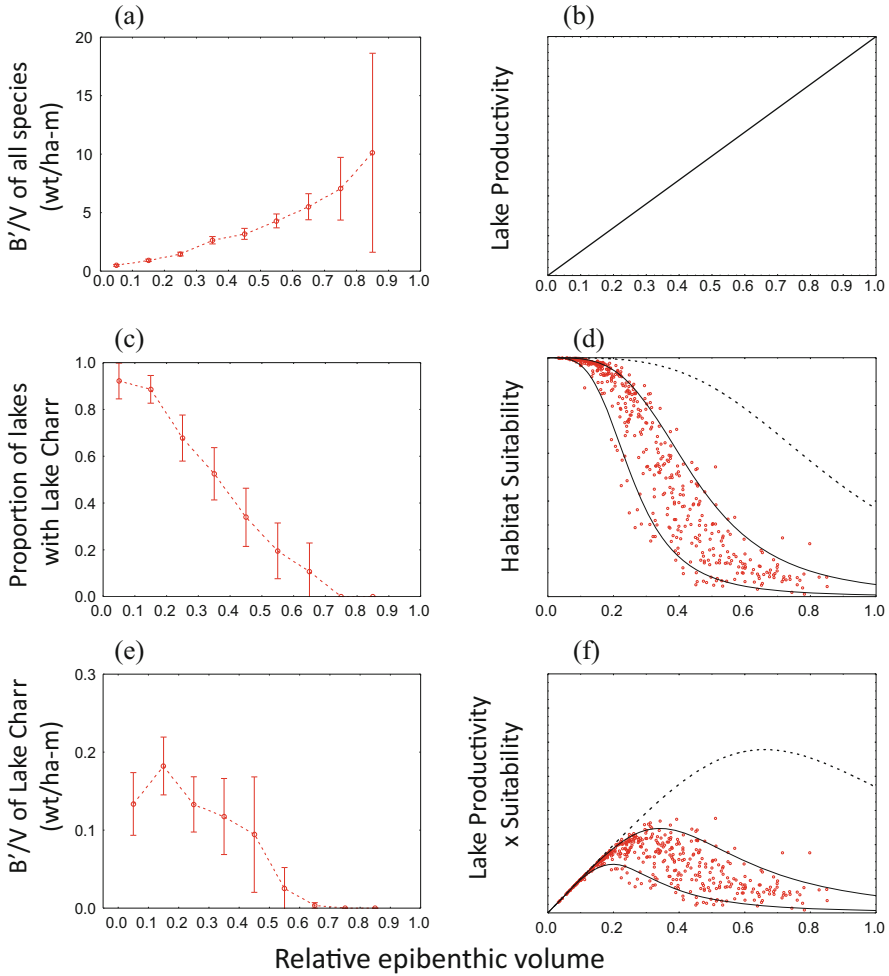 (a)
B'/V of all species
(wt/ha-m)
20
15
10
5
0
0.0 0.1 0.2 0.3 0.4 0.5 0.6 0.7 0.8 0.9 1.0
(b)
Lake Productivity
0.0 0.1 0.2 0.3 0.4 0.5 0.6 0.7 0.8 0.9 1.0
(c)
Proportion of lakes
with Lake Charr
1.0
0.8
0.6
0.4
0.2
0.0
0.0 0.1 0.2 0.3 0.4 0.5 0.6 0.7 0.8 0.9 1.0
(d)
Habitat Suitability
0.0 0.2 0.4 0.6 0.8 1.0
(e)
B'/V of Lake Charr
(wt/ha-m)
0.3
0.2
0.1
0.0
0.0 0.1 0.2 0.3 0.4 0.5 0.6 0.7 0.8 0.9 1.0
(f)
Lake Productivity
x Suitability
0.0 0.2 0.4 0.6 0.8 1.0
Relative epibenthic volume